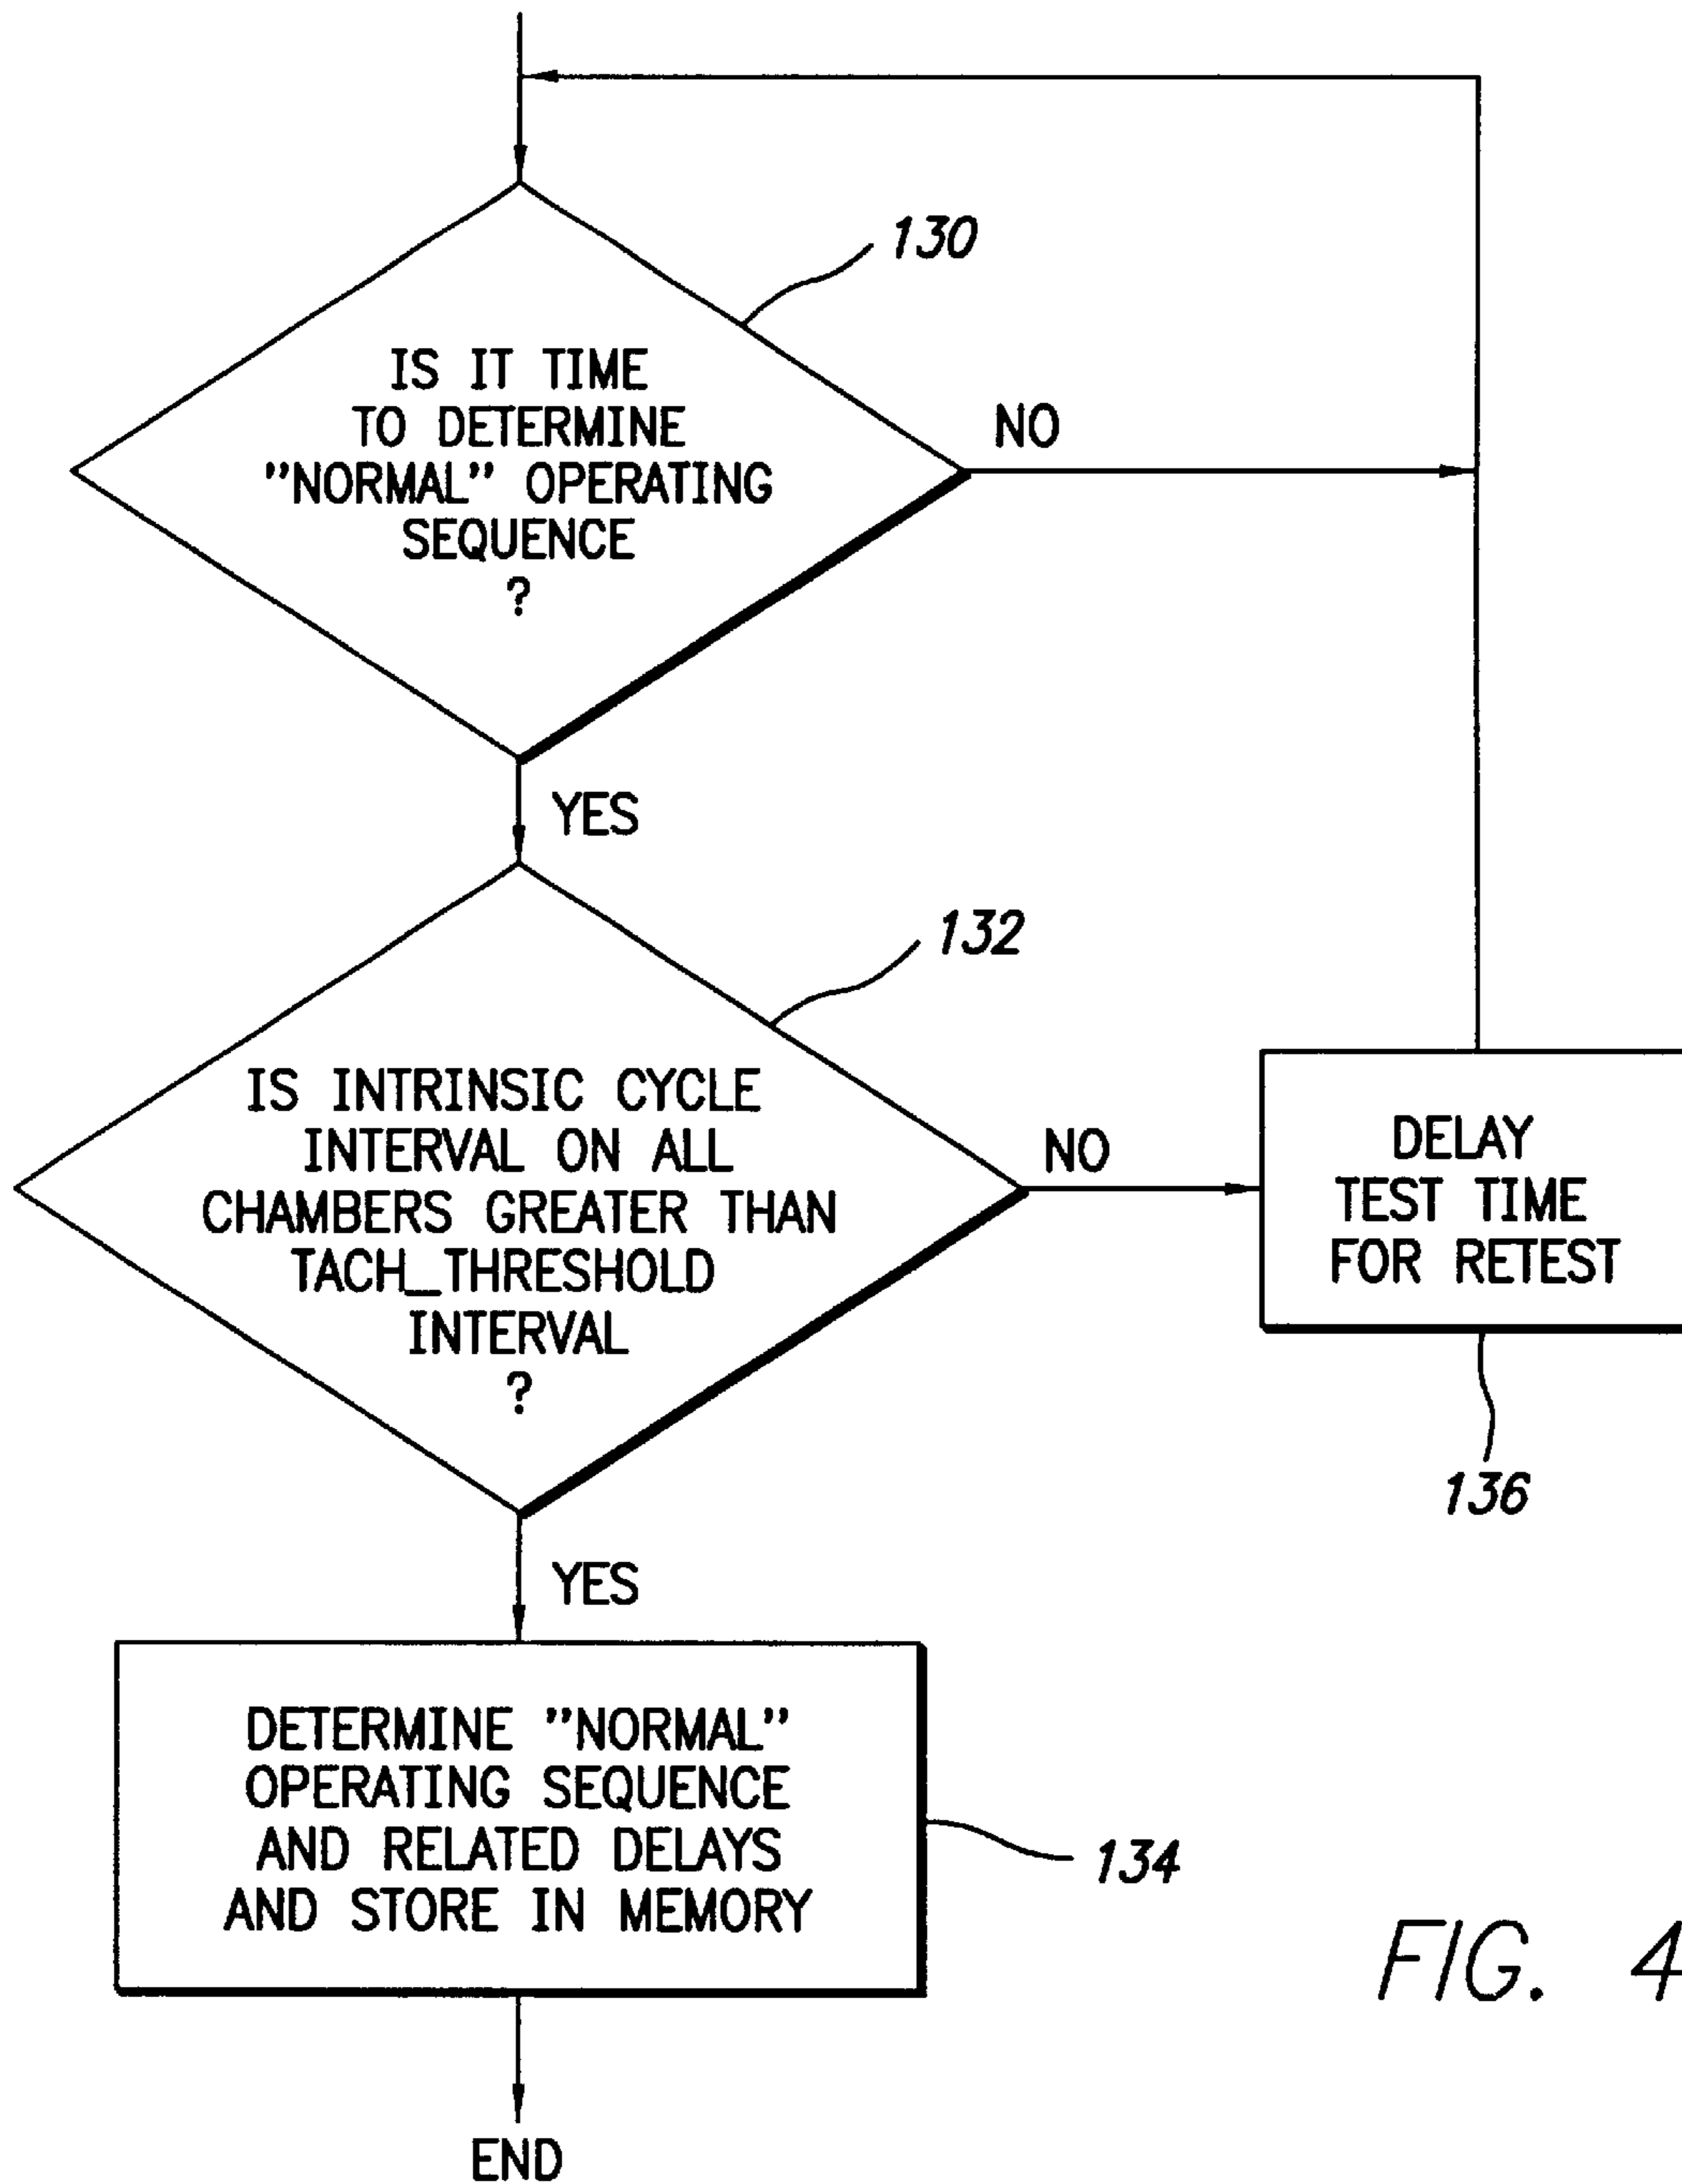 130
IS IT TIME
TO DETERMINE
"NORMAL" OPERATING
SEQUENCE
?
NO
YES
132
IS INTRINSIC CYCLE
INTERVAL ON ALL
CHAMBERS GREATER THAN
TACH_THRESHOLD
INTERVAL
?
NO
DELAY
TEST TIME
FOR RETEST
136
YES
DETERMINE "NORMAL"
OPERATING SEQUENCE
AND RELATED DELAYS
AND STORE IN MEMORY
134
FIG. 4
END